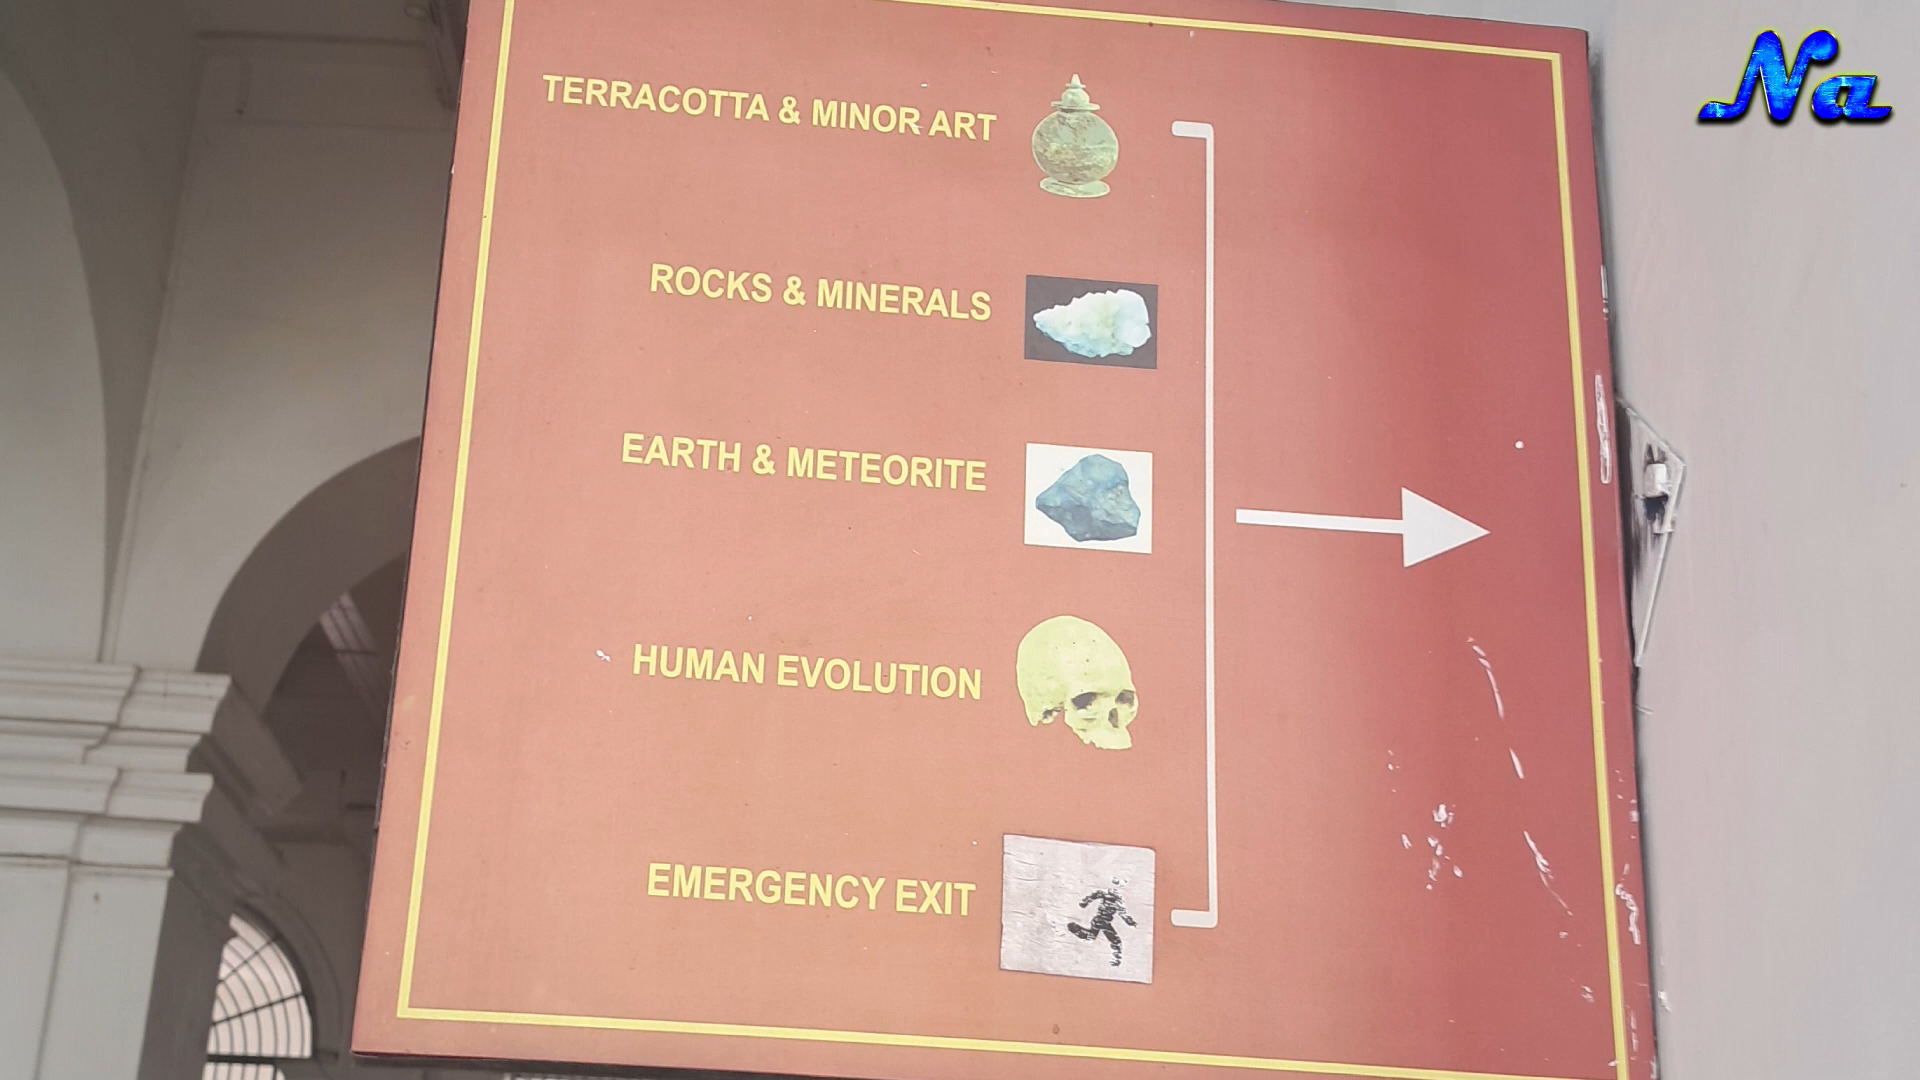 Na
TERRACOTTA & MINOR ART
ROCKS & MINERALS
EARTH & METEORITE
HUMAN EVOLUTION
EMERGENCY EXIT